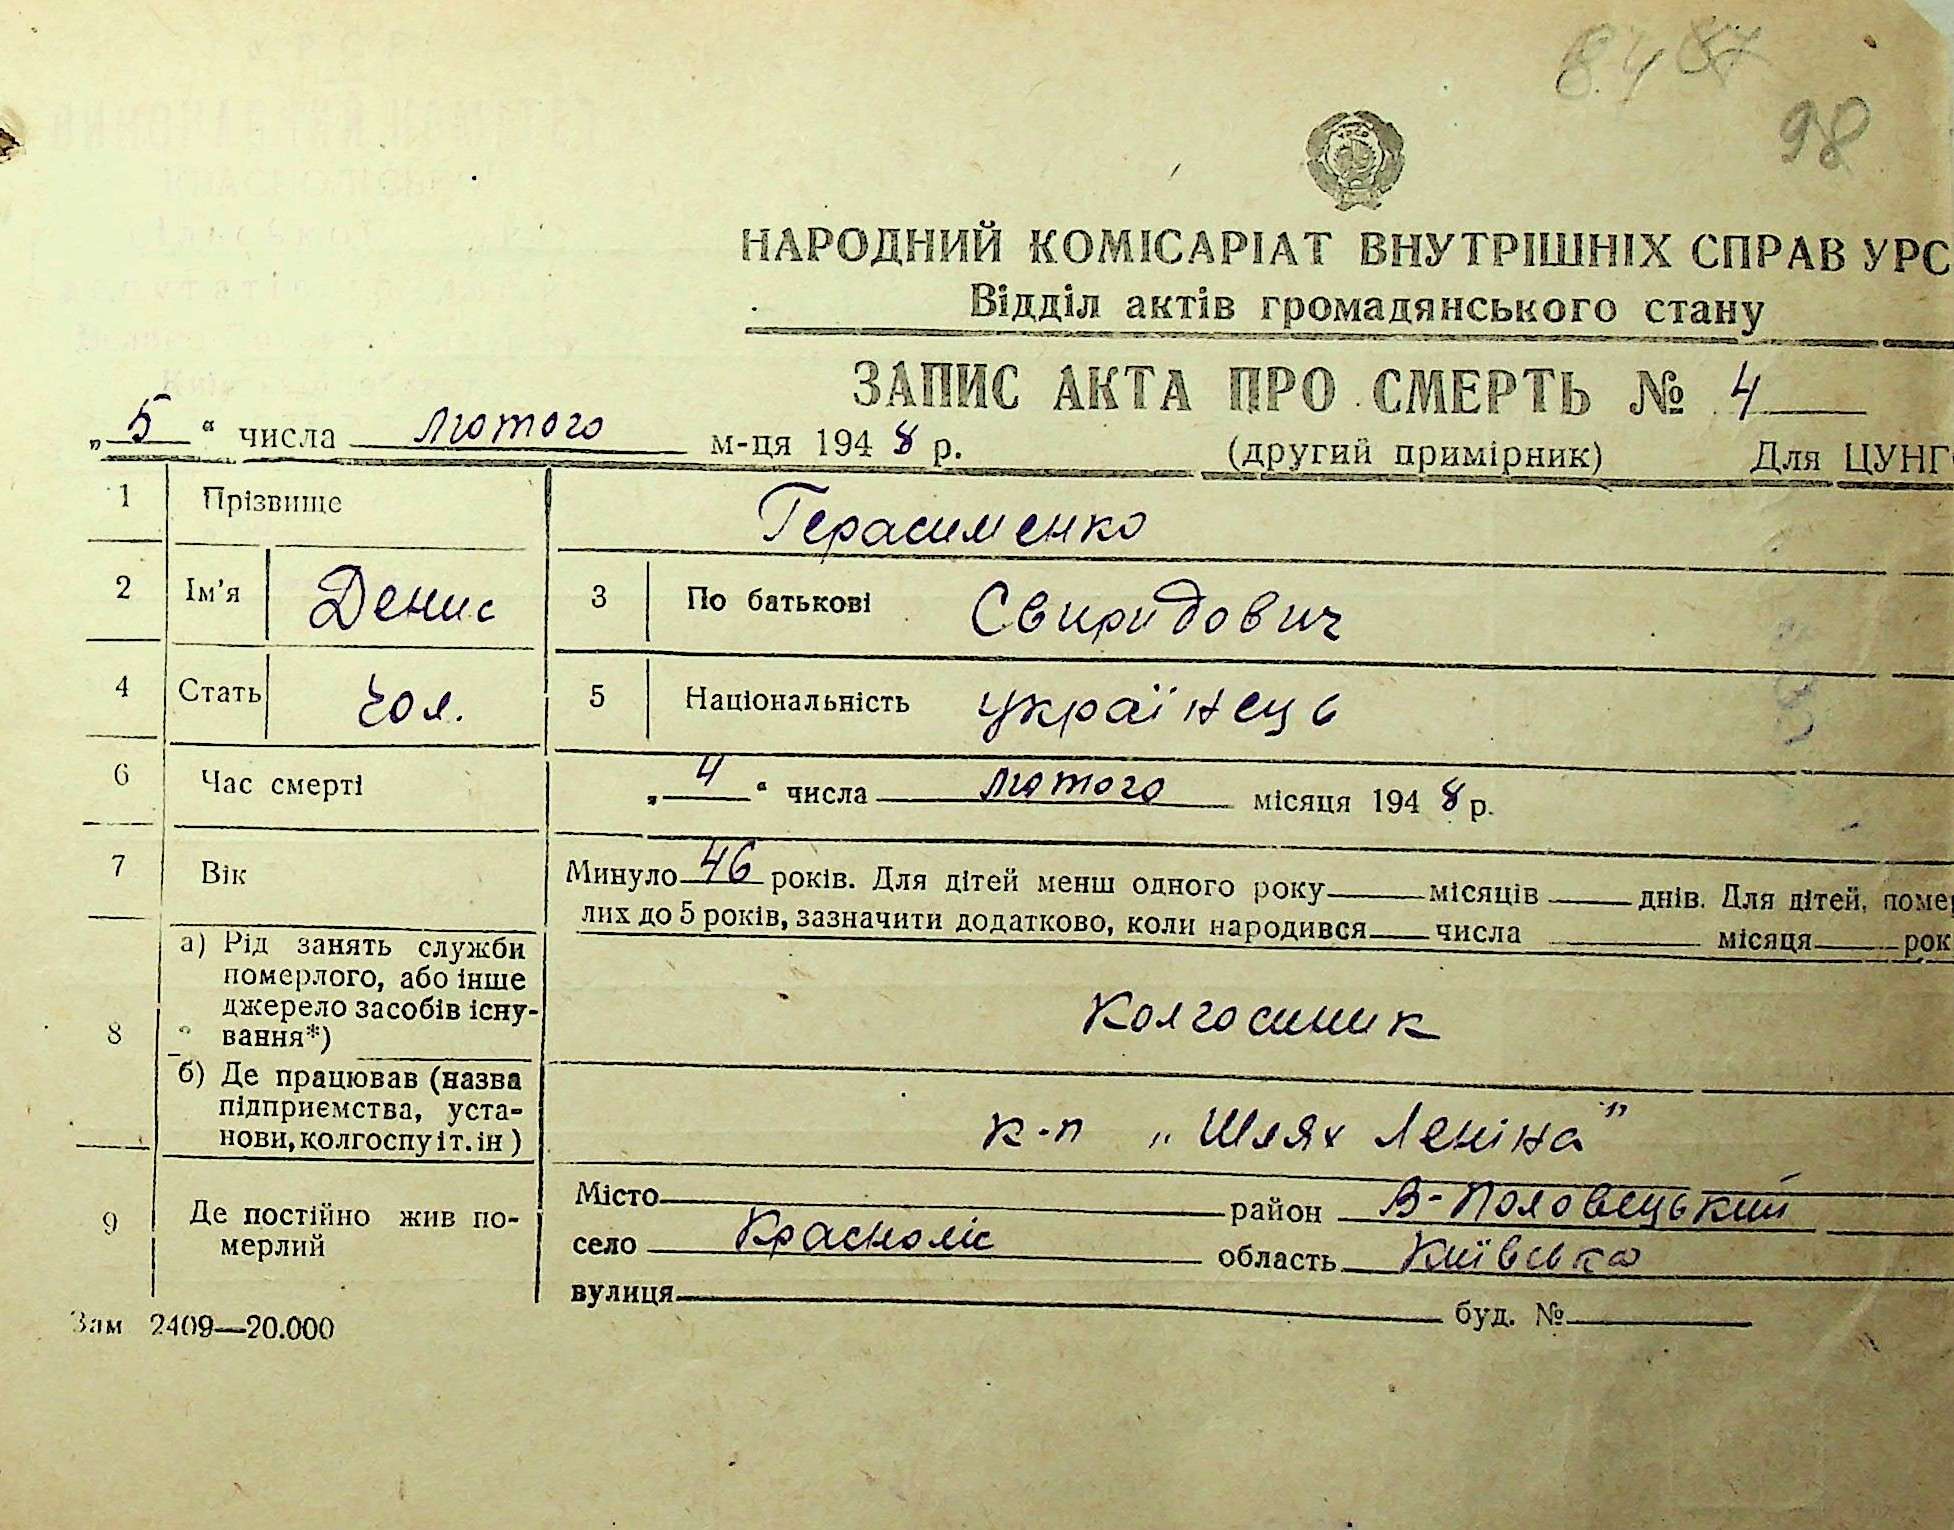 8.4 87
98
НАРОДНИЙ КОМІСАРІАТ ВНУТРІШНІХ СПРАВ УРС
Відділ актів громадянського стану
ЗАПИС АКТА ПРО СМЕРТЬ № 4
„5“ числа лютого м-ця 1948 р. (другий примірник) Для ЦУНГ
1 Прізвище Герасименко
2 Ім'я Денис 3 По батькові Свиридович
4 Стать Чол. 5 Національність українець
6 Час смерті „4“ числа лютого місяця 1948 р.
7 Вік Минуло 46 років. Для дітей менш одного року місяців днів. Для дітей, помер
лих до 5 років, зазначити додатково, коли народився числа місяця рок
8 а) Рід занять служби
померлого, або інше
джерело засобів існу-
вання*) Колгоспник
б) Де працював (назва
підприємства, уста-
нови, колгоспу і т. ін ) к-п „Шлях Леніна"
9 Де постійно жив по-
мерлий
Місто район В-Половецький
село Красноліс область Київська
вулиця буд. №
Зам 2409—20.000